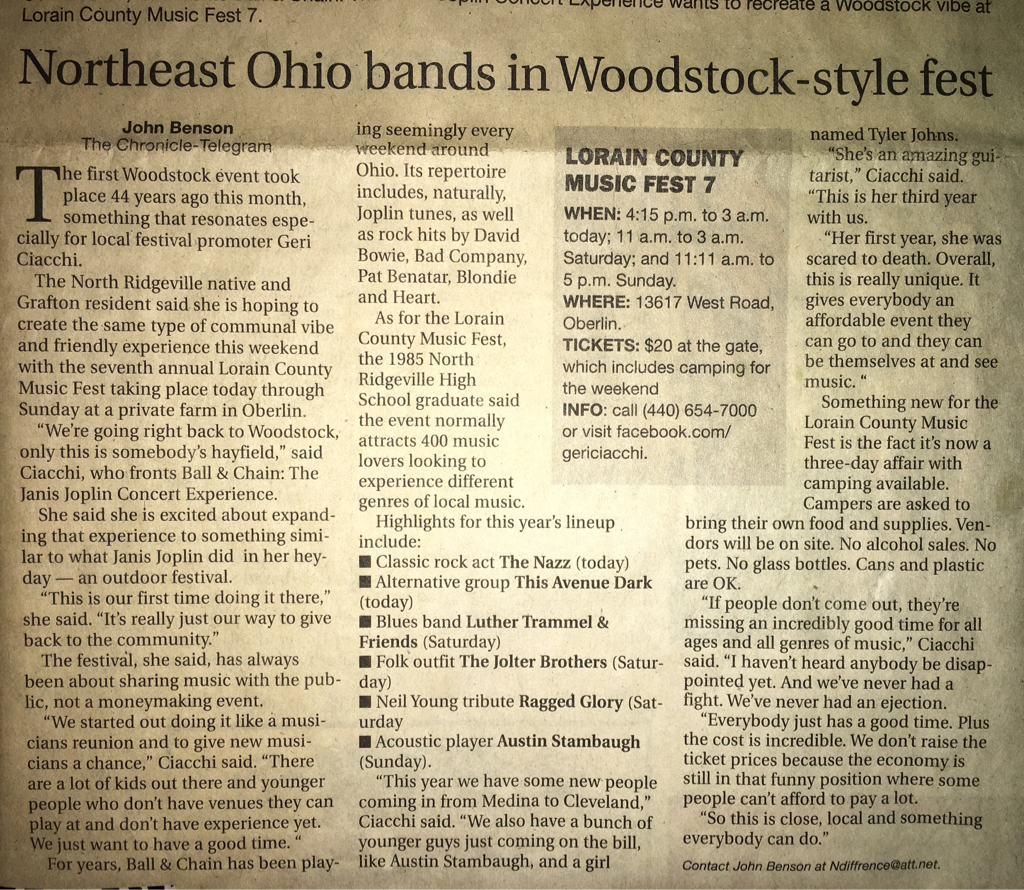 Concert Experience wants to recreate a Woodstock vibe at
Lorain County Music Fest 7.
Northeast Ohio bands in Woodstock-style fest
John Benson
The Chronicle-Telegram
The first Woodstock event took
place 44 years ago this month,
something that resonates espe-
cially for local festival promoter Geri
Ciacchi.
The North Ridgeville native and
Grafton resident said she is hoping to
create the same type of communal vibe
and friendly experience this weekend
with the seventh annual Lorain County
Music Fest taking place today through
Sunday at a private farm in Oberlin.
“We’re going right back to Woodstock,
only this is somebody’s hayfield,” said
Ciacchi, who fronts Ball & Chain: The
Janis Joplin Concert Experience.
She said she is excited about expand-
ing that experience to something simi-
lar to what Janis Joplin did in her hey-
day — an outdoor festival.
“This is our first time doing it there,”
she said. “It’s really just our way to give
back to the community.”
The festival, she said, has always
been about sharing music with the pub-
lic, not a moneymaking event.
“We started out doing it like a musi-
cians reunion and to give new musi-
cians a chance,” Ciacchi said. “There
are a lot of kids out there and younger
people who don’t have venues they can
play at and don’t have experience yet.
We just want to have a good time. “
For years, Ball & Chain has been play-
ing seemingly every
weekend around
Ohio. Its repertoire
includes, naturally,
Joplin tunes, as well
as rock hits by David
Bowie, Bad Company,
Pat Benatar, Blondie
and Heart.
As for the Lorain
County Music Fest,
the 1985 North
Ridgeville High
School graduate said
the event normally
attracts 400 music
lovers looking to
experience different
genres of local music.
Highlights for this year’s lineup
include:
■ Classic rock act The Nazz (today)
■ Alternative group This Avenue Dark
(today)
■ Blues band Luther Trammel &
Friends (Saturday)
■ Folk outfit The Jolter Brothers (Satur-
day)
■ Neil Young tribute Ragged Glory (Sat-
urday
■ Acoustic player Austin Stambaugh
(Sunday).
“This year we have some new people
coming in from Medina to Cleveland,”
Ciacchi said. “We also have a bunch of
younger guys just coming on the bill,
like Austin Stambaugh, and a girl
LORAIN COUNTY
MUSIC FEST 7
WHEN: 4:15 p.m. to 3 a.m.
today; 11 a.m. to 3 a.m.
Saturday; and 11:11 a.m. to
5 p.m. Sunday.
WHERE: 13617 West Road,
Oberlin.
TICKETS: $20 at the gate,
which includes camping for
the weekend
INFO: call (440) 654-7000
or visit facebook.com/
gericiacchi.
named Tyler Johns.
“She’s an amazing gui-
tarist,” Ciacchi said.
“This is her third year
with us.
“Her first year, she was
scared to death. Overall,
this is really unique. It
gives everybody an
affordable event they
can go to and they can
be themselves at and see
music. “
Something new for the
Lorain County Music
Fest is the fact it’s now a
three-day affair with
camping available.
Campers are asked to
bring their own food and supplies. Ven-
dors will be on site. No alcohol sales. No
pets. No glass bottles. Cans and plastic
are OK.
“If people don’t come out, they’re
missing an incredibly good time for all
ages and all genres of music,” Ciacchi
said. “I haven’t heard anybody be disap-
pointed yet. And we’ve never had a
fight. We’ve never had an ejection.
“Everybody just has a good time. Plus
the cost is incredible. We don’t raise the
ticket prices because the economy is
still in that funny position where some
people can’t afford to pay a lot.
“So this is close, local and something
everybody can do.”
Contact John Benson at Ndiffrence@att.net.